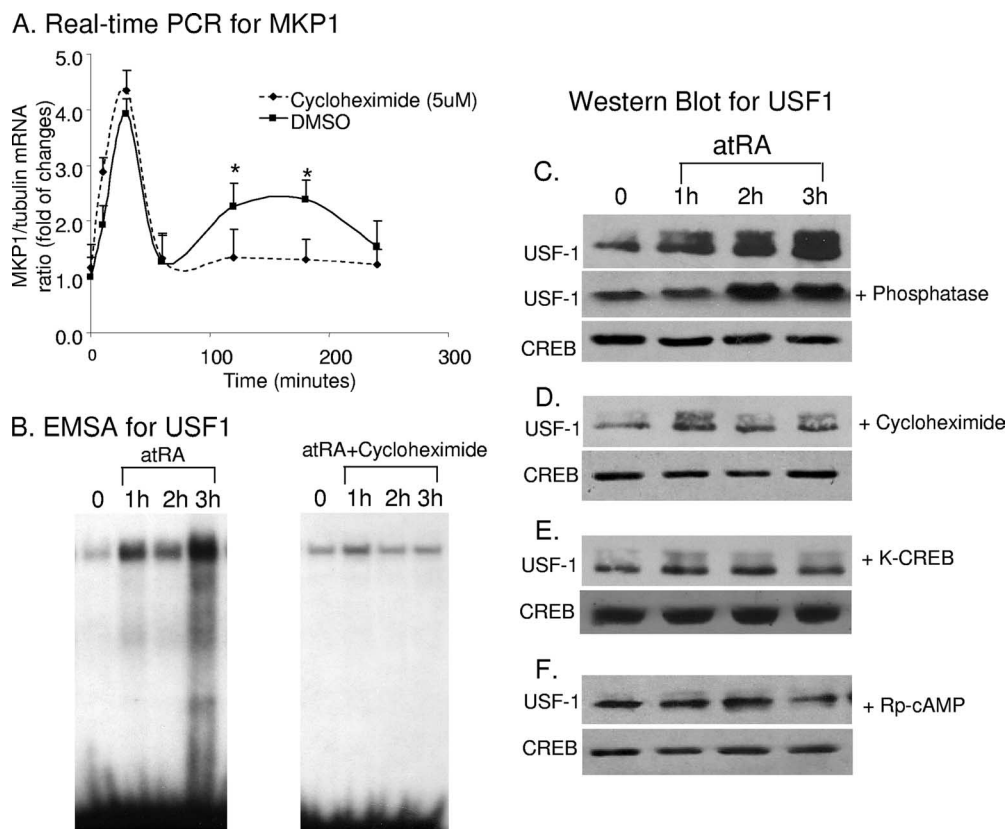 A. Real-time PCR for MKP1
MKP1/tubulin mRNA
ratio (fold of changes)
5.0
4.0
3.0
2.0
1.0
0.0
Cycloheximide (5uM)
DMSO
*
*
0
100
200
300
Time (minutes)
B. EMSA for USF1
atRA
0 1h 2h 3h
atRA+Cycloheximide
0 1h 2h 3h
Western Blot for USF1
atRA
C.
0 1h 2h 3h
USF-1
USF-1
+ Phosphatase
CREB
D.
USF-1
+ Cycloheximide
CREB
E.
USF-1
+ K-CREB
CREB
F.
USF-1
+ Rp-cAMP
CREB